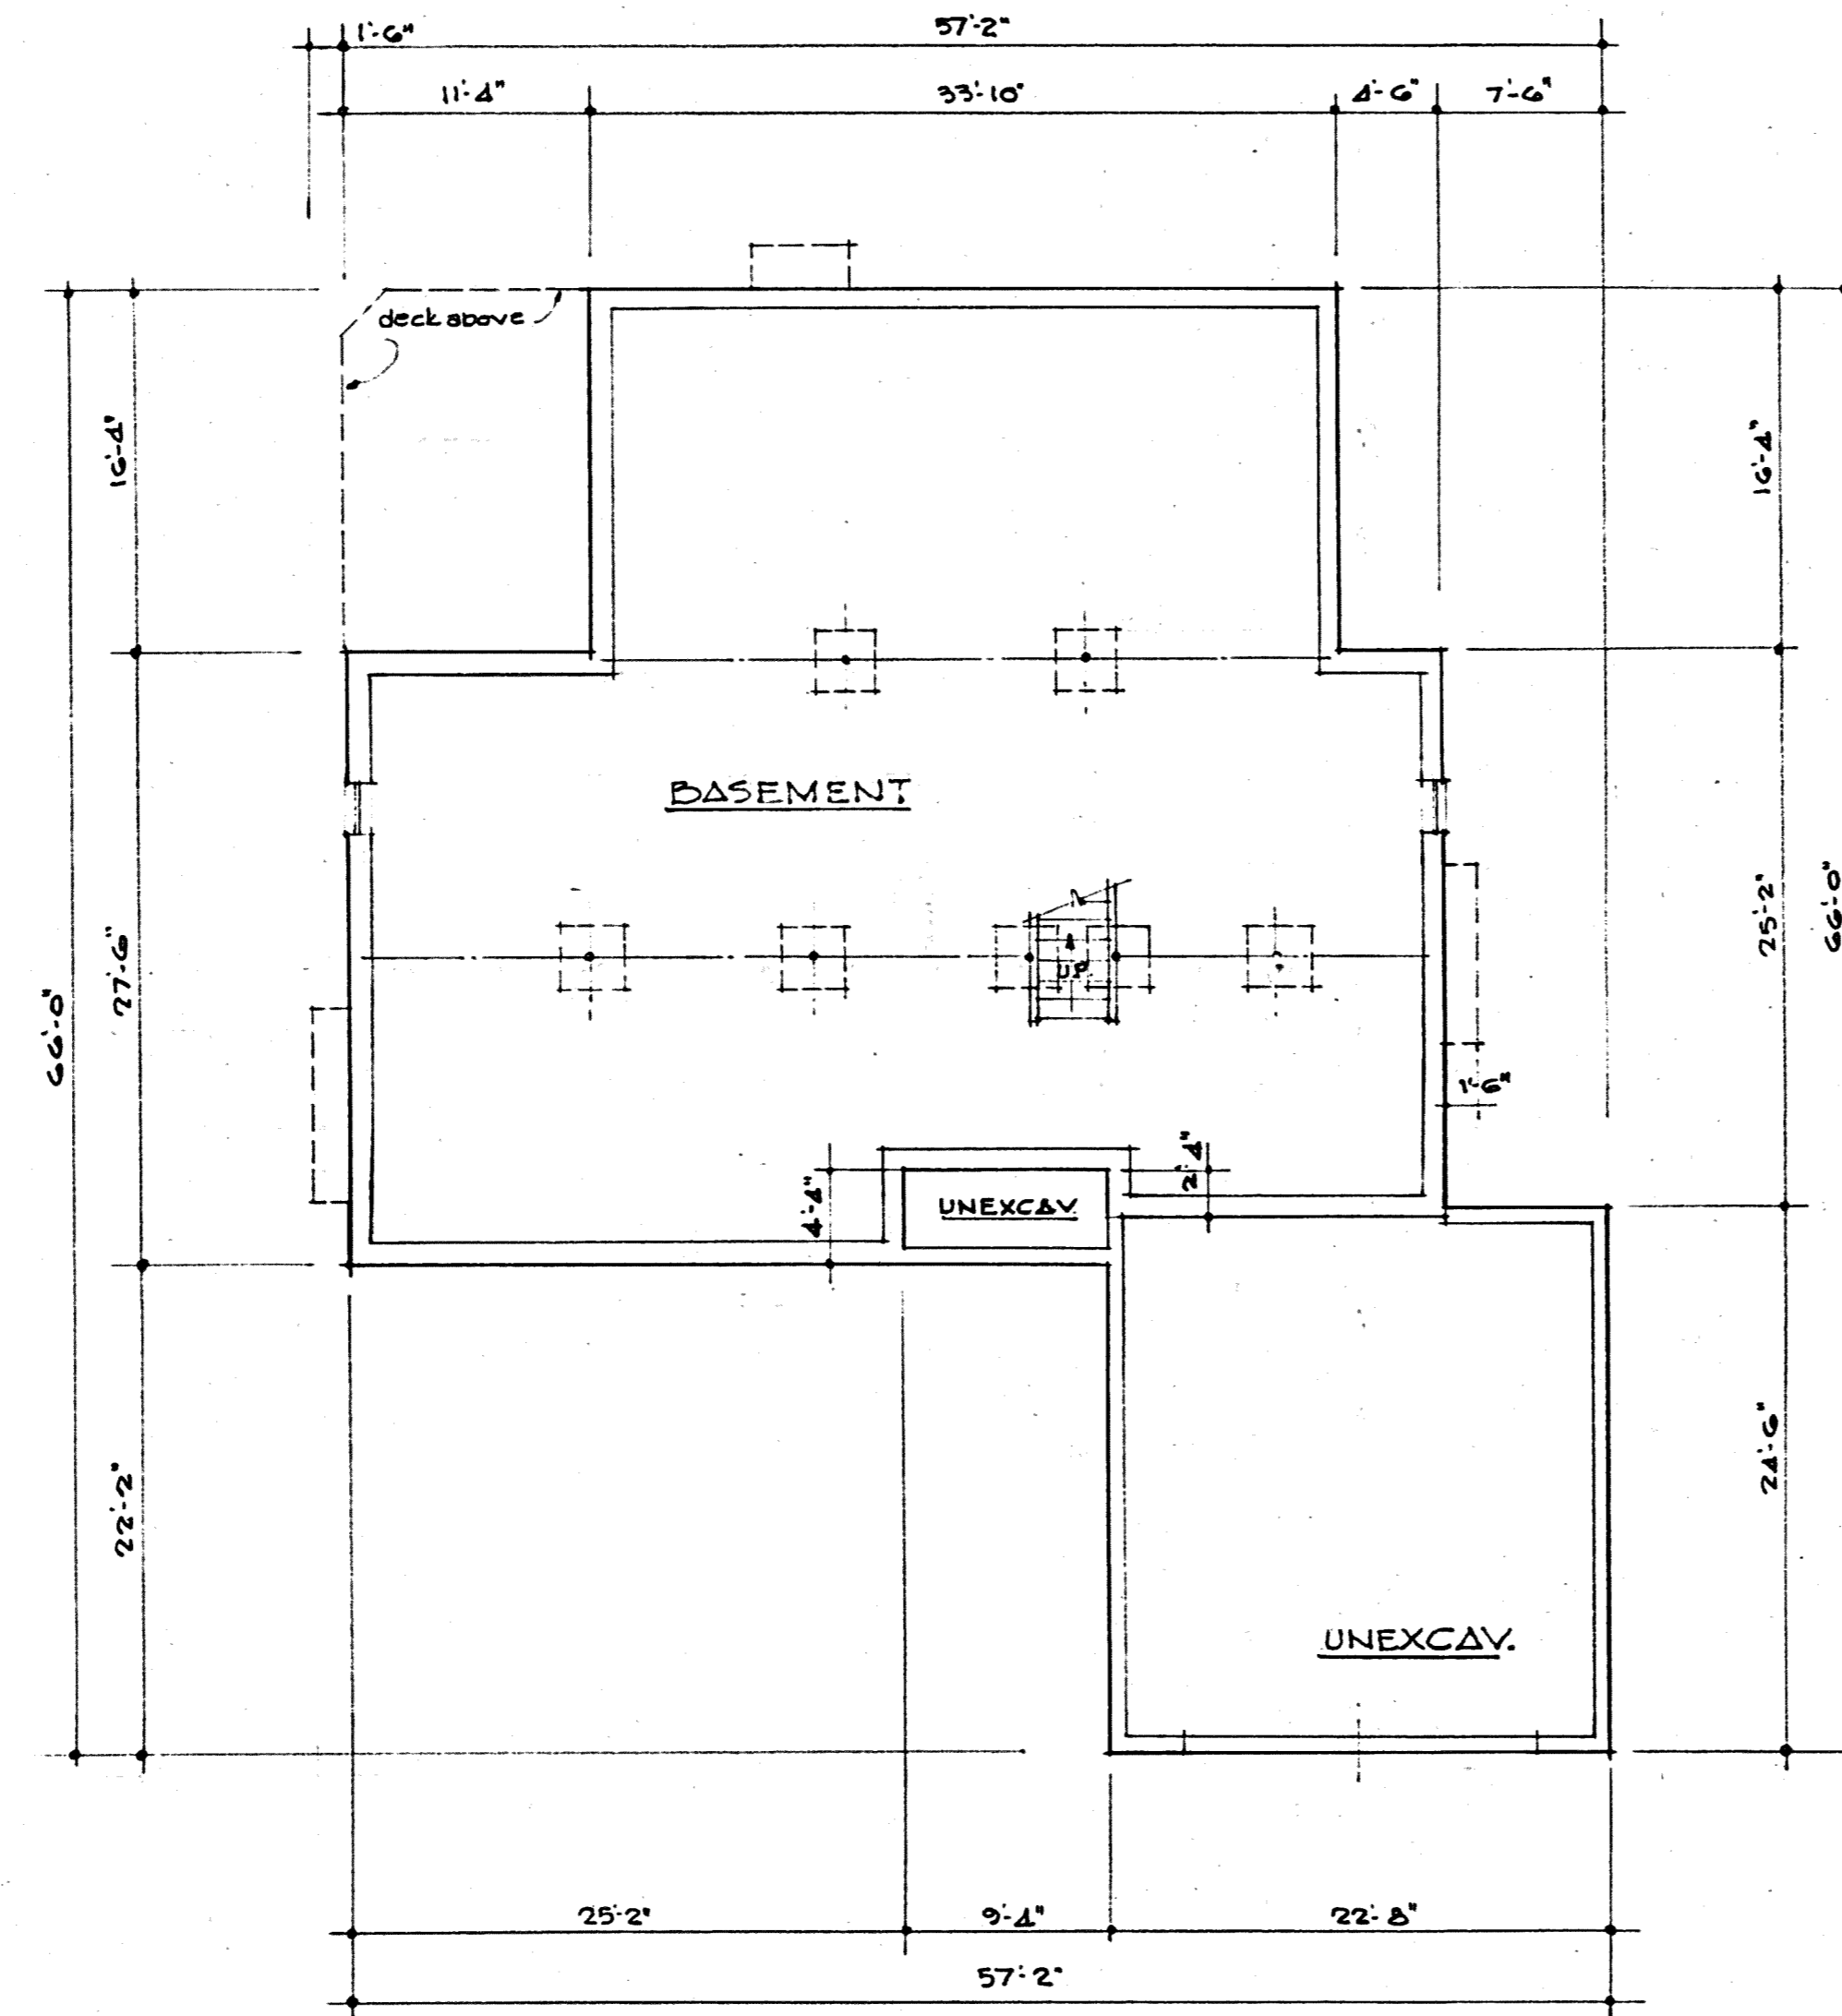 1'-6" 57'-2"
11'-4" 33'-10" 4'-6" 7'-6"
deck above
16'-4"
16'-4"
BASEMENT
27'-6"
25'-2"
66'-0"
66'-0"
UP
1'-6"
2'-4"
4'-4"
UNEXCAV.
22'-2"
24'-6"
UNEXCAV.
25'-2" 9'-4" 22'-8"
57'-2"